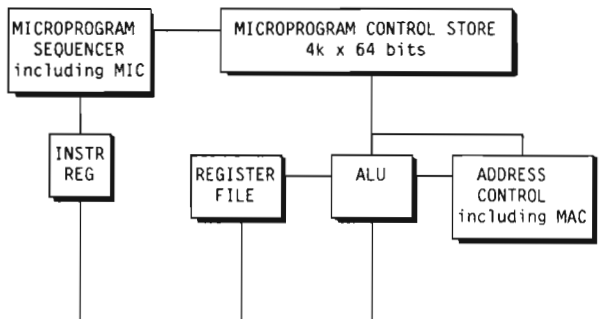 MICROPROGRAM
SEQUENCER
including MIC
MICROPROGRAM CONTROL STORE
4k x 64 bits
INSTR
REG
REGISTER
FILE
ALU
ADDRESS
CONTROL
including MAC